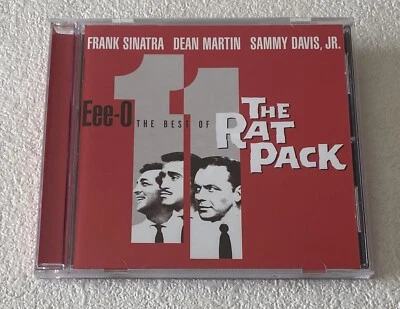 FRANK SINATRA DEAN MARTIN SAMMY DAVIS, JR.
Eee-O 11
THE BEST OF
THE
RAT
PACK